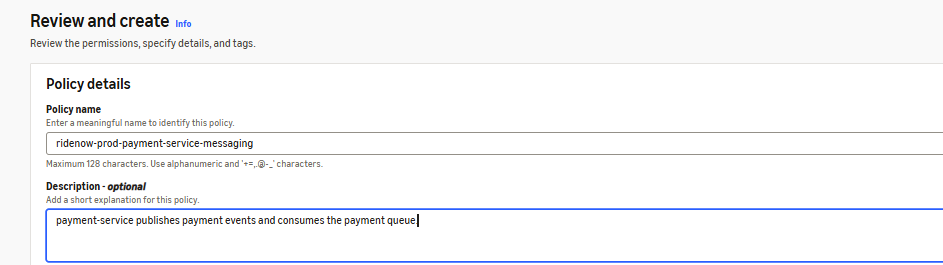 Review and create Info
Review the permissions, specify details, and tags.
Policy details
Policy name
Enter a meaningful name to identify this policy.
ridenow-prod-payment-service-messaging
Maximum 128 characters. Use alphanumeric and '+=,.@-_' characters.
Description - optional
Add a short explanation for this policy.
payment-service publishes payment events and consumes the payment queue.